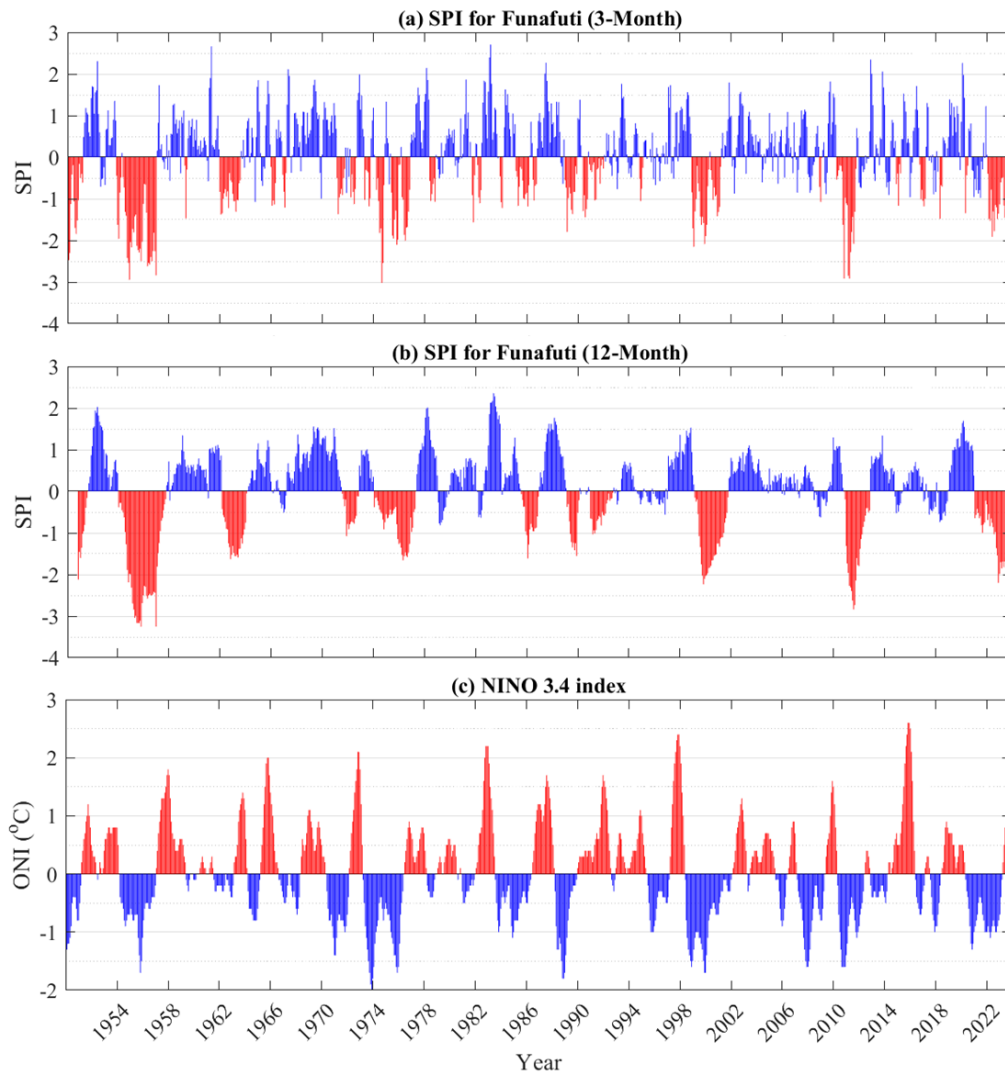 (a) SPI for Funafuti (3-Month)
3
2
1
0
-1
-2
-3
-4
SPI
(b) SPI for Funafuti (12-Month)
3
2
1
0
-1
-2
-3
-4
SPI
(c) NINO 3.4 index
3
2
1
0
-1
-2
ONI (°C)
1954 1958 1962 1966 1970 1974 1978 1982 1986 1990 1994 1998 2002 2006 2010 2014 2018 2022
Year